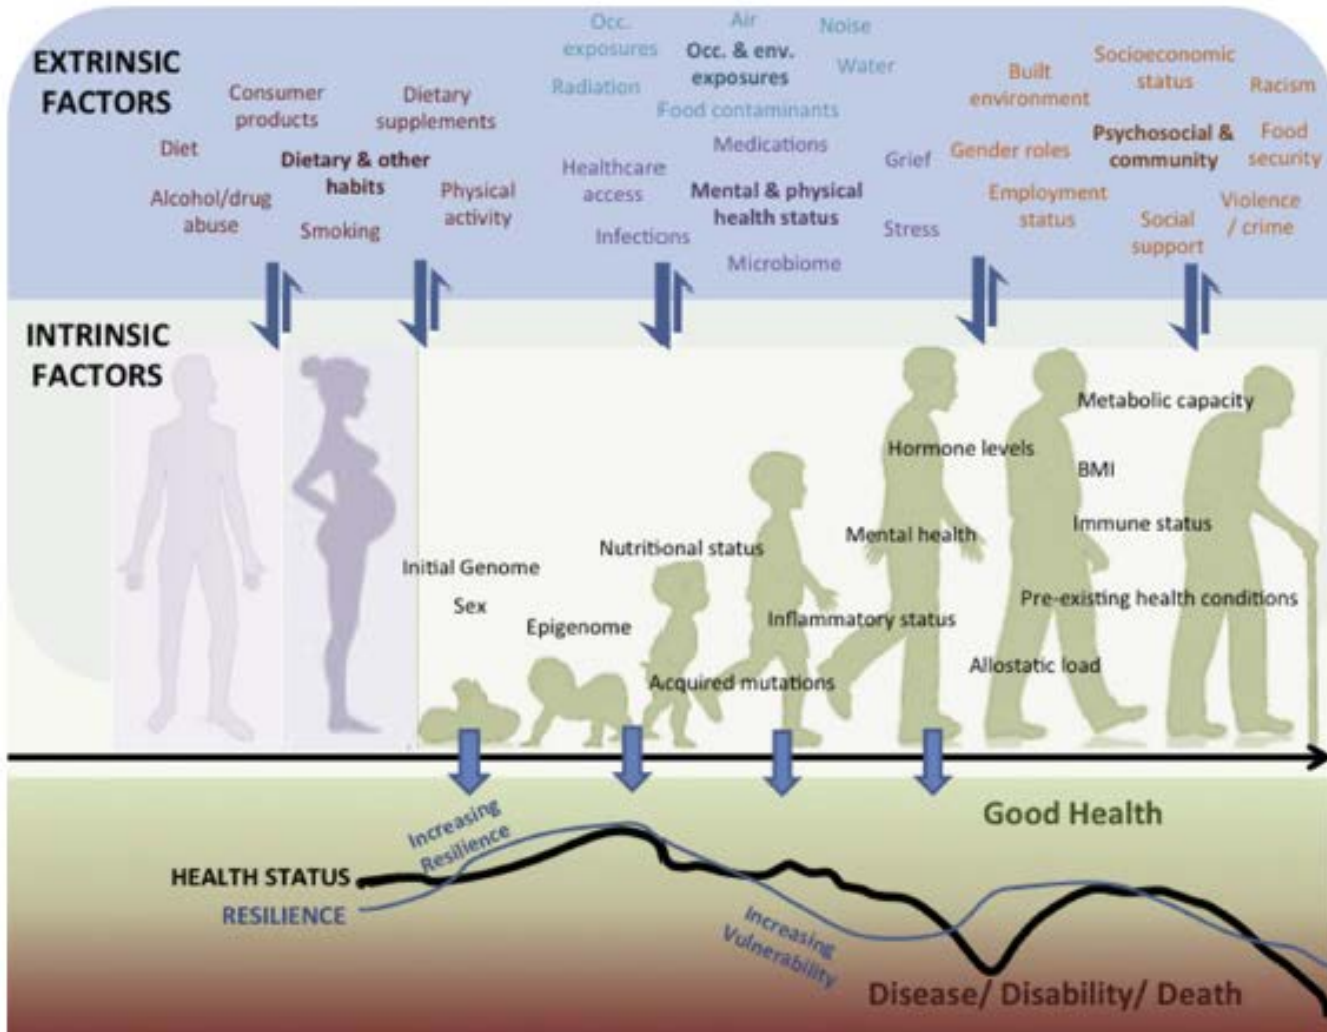 EXTRINSIC
FACTORS
Diet
Consumer
products
Dietary
supplements
Dietary & other
habits
Alcohol/drug
abuse
Smoking
Physical
activity
Occ.
exposures
Air
Noise
Occ. & env.
exposures
Radiation
Water
Food contaminants
Medications
Healthcare
access
Mental & physical
health status
Grief
Infections
Stress
Microbiome
Built
environment
Socioeconomic
status
Racism
Gender roles
Psychosocial &
community
Food
security
Employment
status
Social
support
Violence
/ crime
INTRINSIC
FACTORS
Metabolic capacity
Hormone levels
BMI
Immune status
Mental health
Nutritional status
Initial Genome
Sex
Epigenome
Pre-existing health conditions
Inflammatory status
Allostatic load
Acquired mutations
Good Health
Increasing
Resilience
HEALTH STATUS
RESILIENCE
Increasing
Vulnerability
Disease/ Disability/ Death